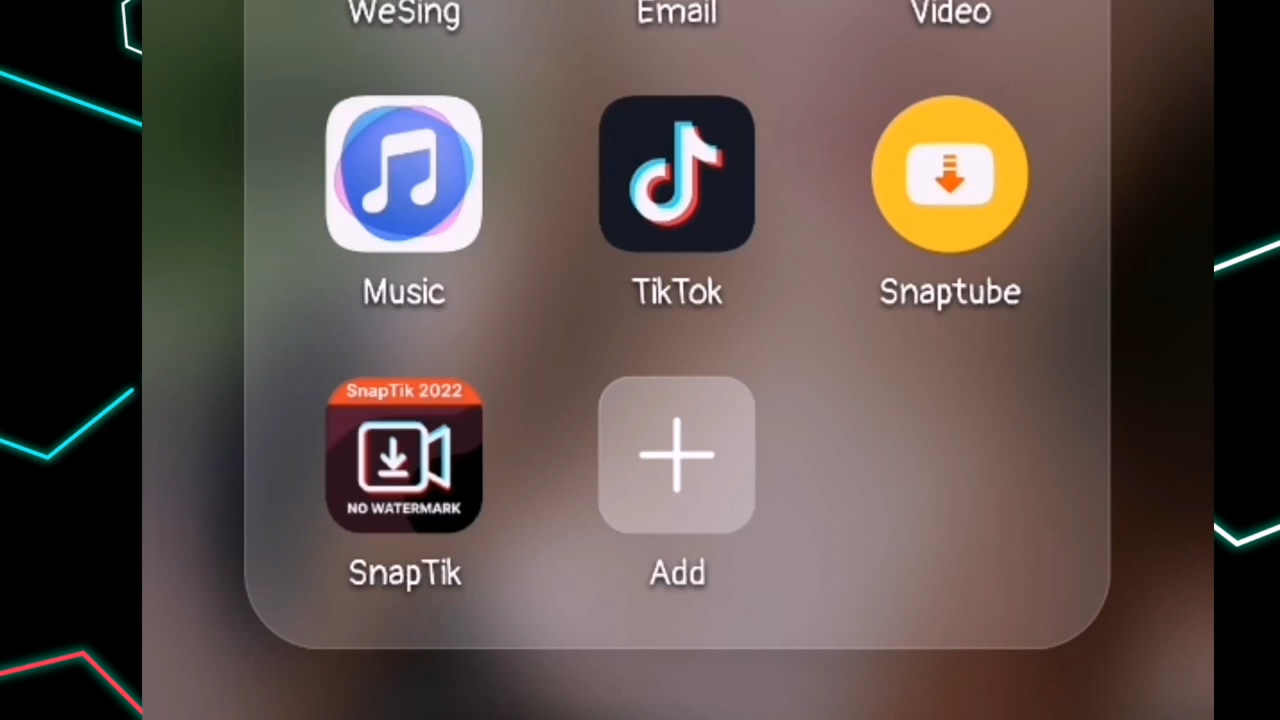 WeSing
Email
Video
Music
TikTok
Snaptube
SnapTik 2022
NO WATERMARK
SnapTik
Add